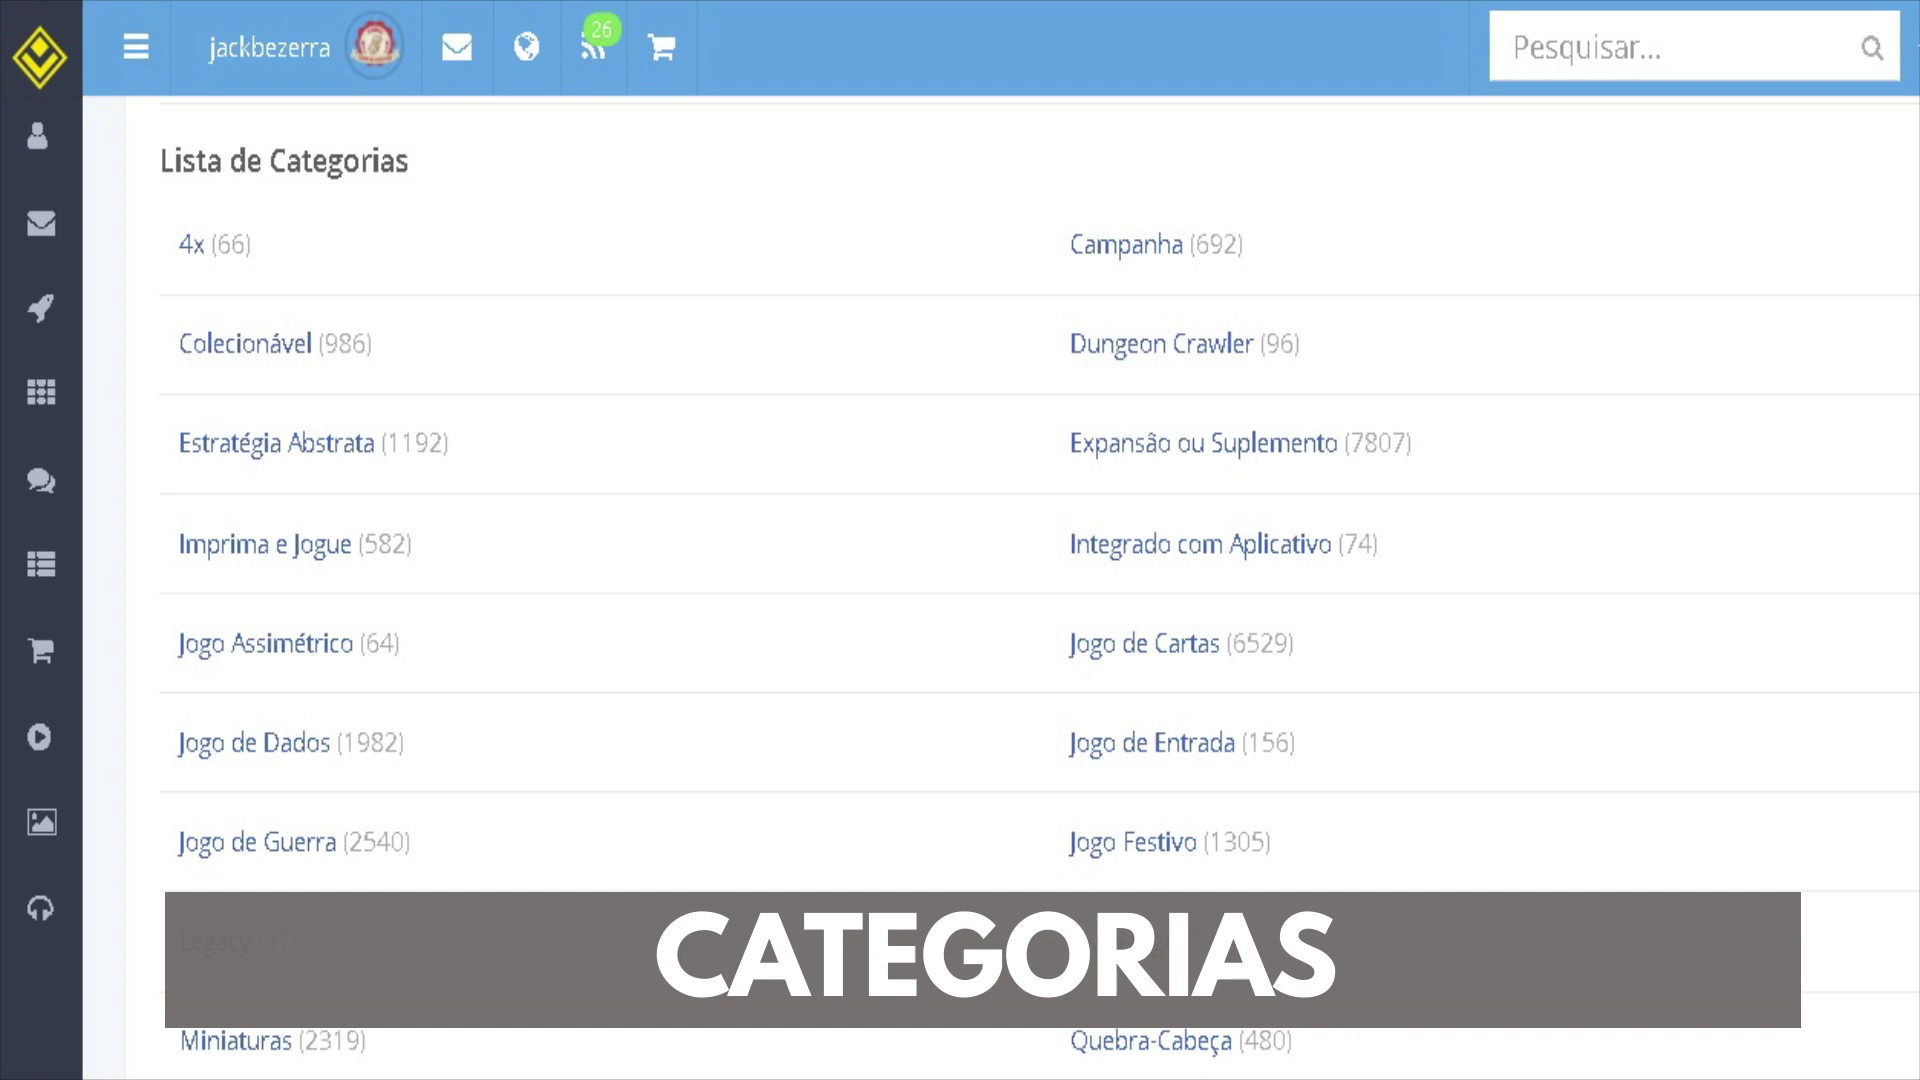 jackbezerra
26
Pesquisar...
Lista de Categorias
4x (66)
Campanha (692)
Colecionável (986)
Dungeon Crawler (96)
Estratégia Abstrata (1192)
Expansão ou Suplemento (7807)
Imprima e Jogue (582)
Integrado com Aplicativo (74)
Jogo Assimétrico (64)
Jogo de Cartas (6529)
Jogo de Dados (1982)
Jogo de Entrada (156)
Jogo de Guerra (2540)
Jogo Festivo (1305)
Legacy
CATEGORIAS
Miniaturas (2319)
Quebra-Cabeça (480)